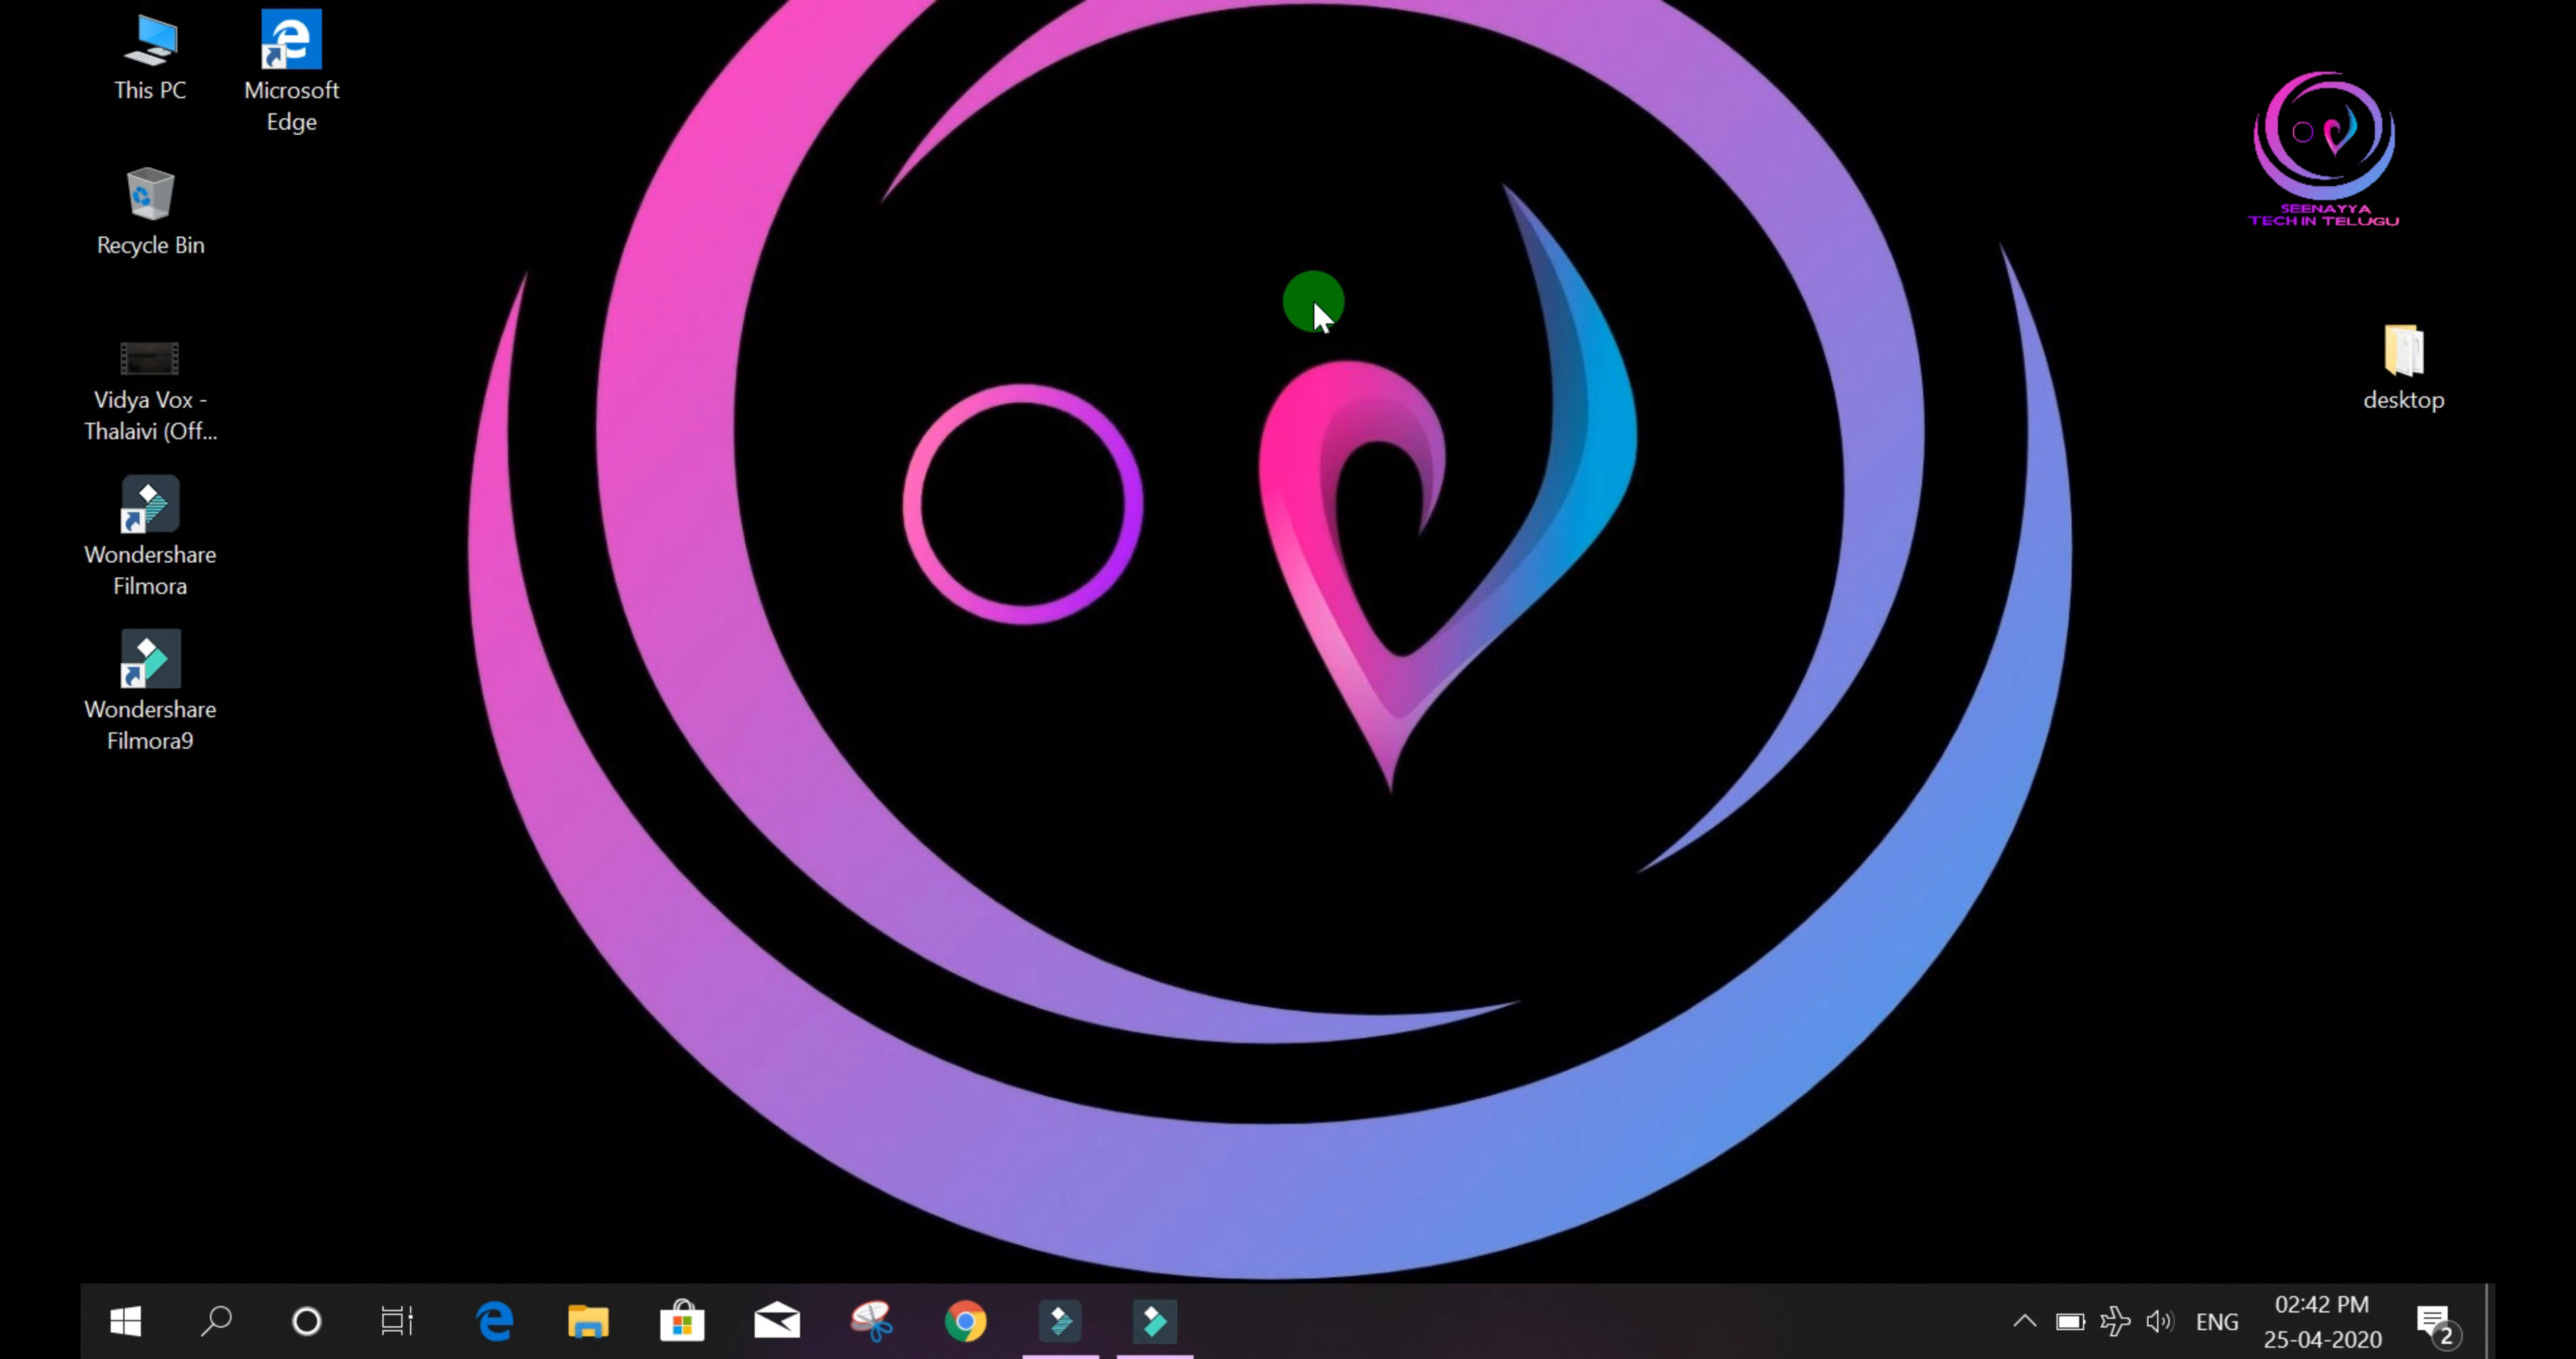 This PC
Microsoft
Edge
Recycle Bin
SEENAYYA
TECH IN TELUGU
Vidya Vox -
Thalaivi (Off...
desktop
Wondershare
Filmora
Wondershare
Filmora9
ENG
02:42 PM
25-04-2020
2